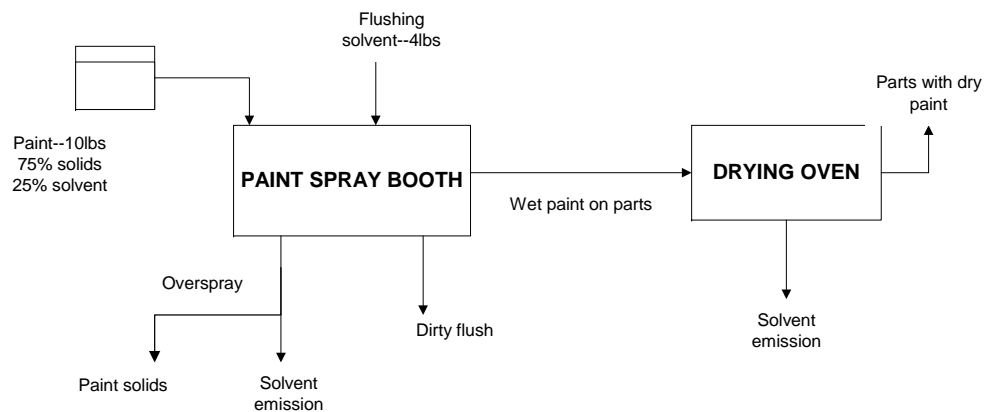 Flushing
solvent--4lbs
Paint--10lbs
75% solids
25% solvent
PAINT SPRAY BOOTH
Wet paint on parts
DRYING OVEN
Parts with dry
paint
Overspray
Paint solids
Solvent
emission
Dirty flush
Solvent
emission